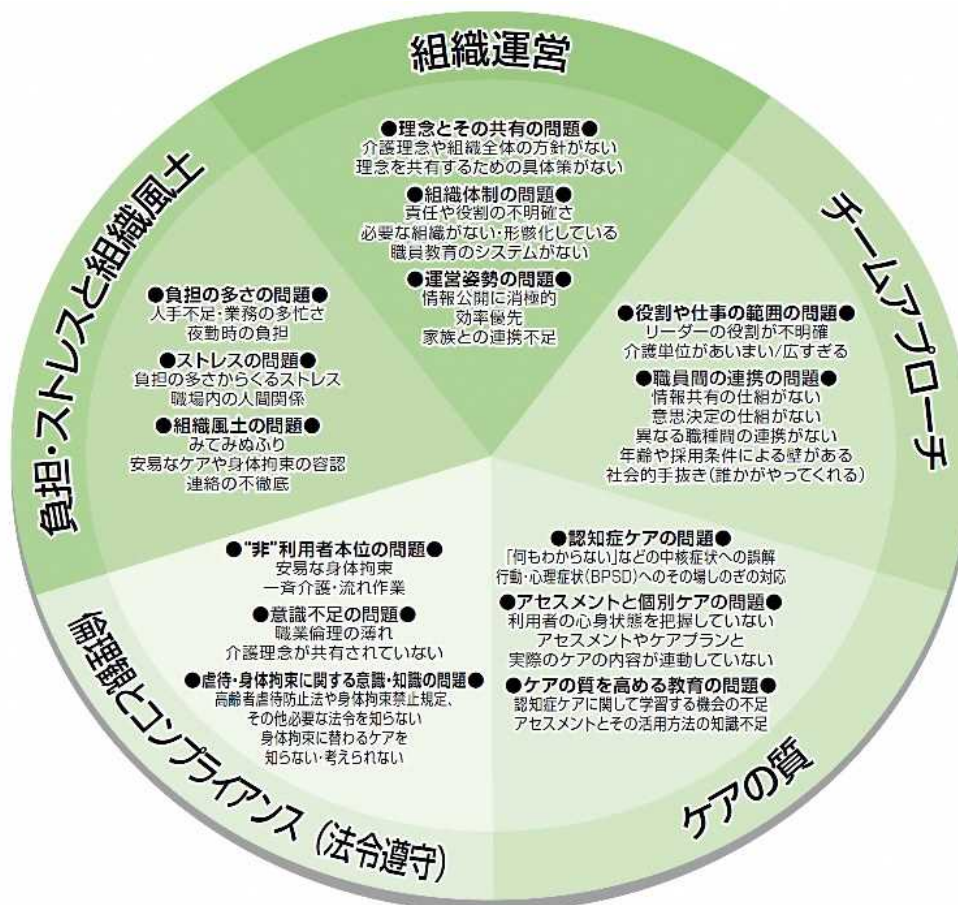 組織運営
●理念とその共有の問題●
介護理念や組織全体の方針がない
理念を共有するための具体策がない
●組織体制の問題●
責任や役割の不明確さ
必要な組織がない・形骸化している
職員教育のシステムがない
●運営姿勢の問題●
情報公開に消極的
効率優先
家族との連携不足
チームアプローチ
●役割や仕事の範囲の問題●
リーダーの役割が不明確
介護単位があいまい/広すぎる
●職員間の連携の問題●
情報共有の仕組がない
意思決定の仕組がない
異なる職種間の連携がない
年齢や採用条件による壁がある
社会的手抜き(誰かがやってくれる)
ケアの質
●認知症ケアの問題●
「何もわからない」などの中核症状への誤解
行動・心理症状(BPSD)へのその場しのぎの対応
●アセスメントと個別ケアの問題●
利用者の心身状態を把握していない
アセスメントやケアプランと
実際のケアの内容が連動していない
●ケアの質を高める教育の問題●
認知症ケアに関して学習する機会の不足
アセスメントとその活用方法の知識不足
倫理観とコンプライアンス(法令遵守)
●"非"利用者本位の問題●
安易な身体拘束
一斉介護・流れ作業
●意識不足の問題●
職業倫理の薄れ
介護理念が共有されていない
●虐待・身体拘束に関する意識・知識の問題●
高齢者虐待防止法や身体拘束禁止規定、
その他必要な法令を知らない
身体拘束に替わるケアを
知らない・考えられない
負担・ストレスと組織風土
●負担の多さの問題●
人手不足・業務の多忙さ
夜勤時の負担
●ストレスの問題●
負担の多さからくるストレス
職場内の人間関係
●組織風土の問題●
みてみぬふり
安易なケアや身体拘束の容認
連絡の不徹底